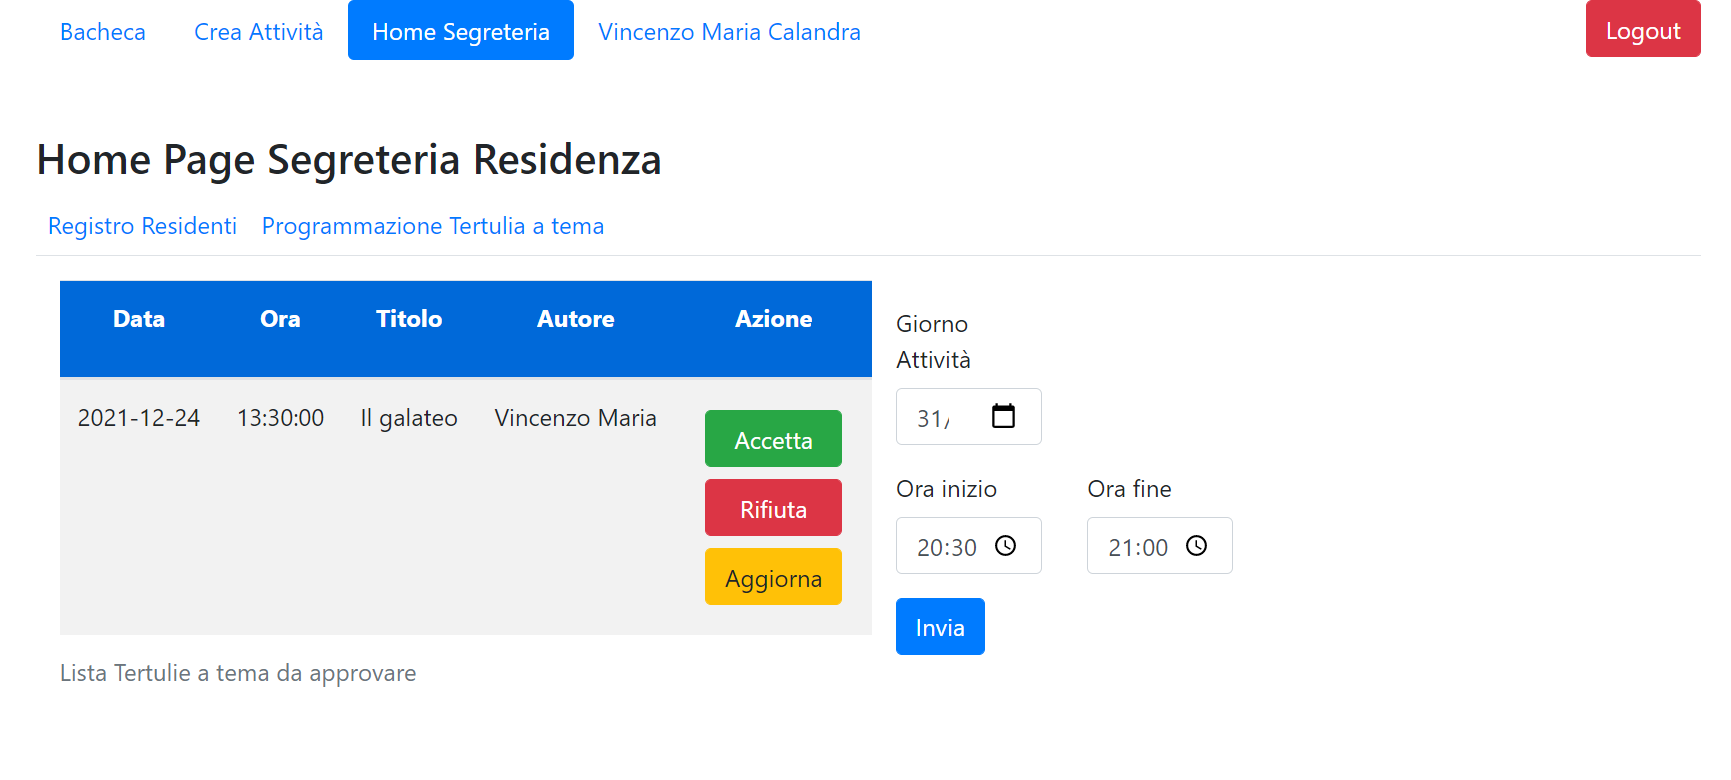 Bacheca Crea Attività Home Segreteria Vincenzo Maria Calandra Logout
Home Page Segreteria Residenza
Registro Residenti Programmazione Tertulia a tema
Data Ora Titolo Autore Azione
2021-12-24 13:30:00 Il galateo Vincenzo Maria
Accetta
Rifiuta
Aggiorna
Lista Tertulie a tema da approvare
Giorno
Attività
31/
Ora inizio Ora fine
20:30 21:00
Invia